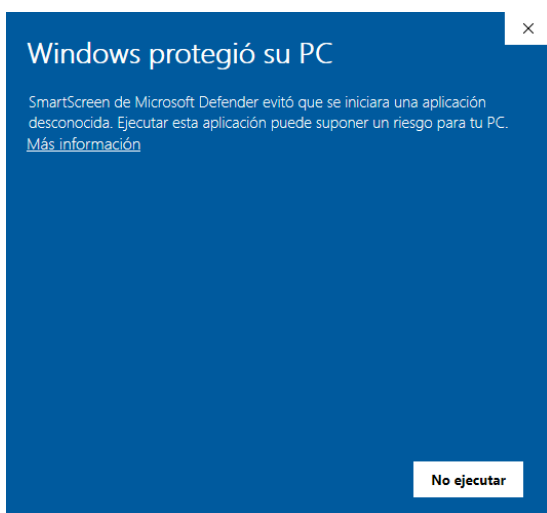 Windows protegió su PC
SmartScreen de Microsoft Defender evitó que se iniciara una aplicación
desconocida. Ejecutar esta aplicación puede suponer un riesgo para tu PC.
Más información
No ejecutar